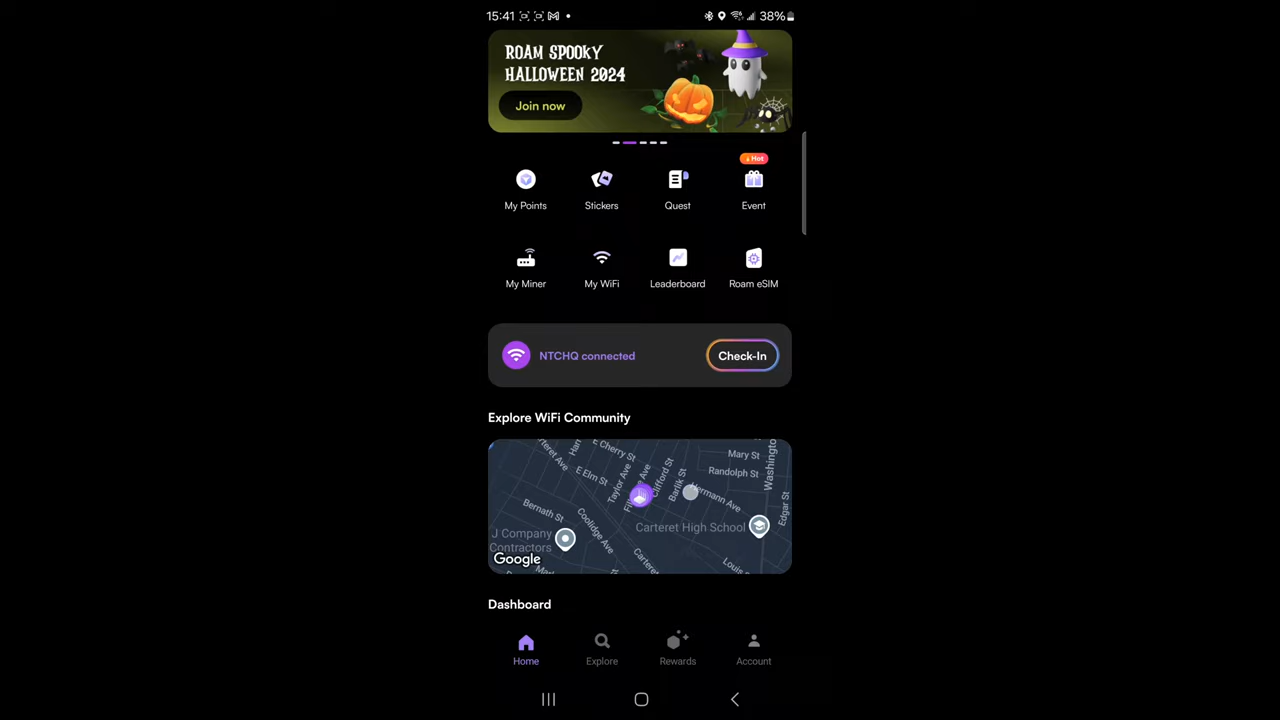 15:41
38%
ROAM SPOOKY
HALLOWEEN 2024
Join now
Hot
My Points
Stickers
Quest
Event
My Miner
My WiFi
Leaderboard
Roam eSIM
NTCHQ connected
Check-In
Explore WiFi Community
Mary St
Randolph St
Washington
E Cherry St
E Elm St
Taylor Ave
Clifford St
Barlik St
Hermann Ave
Edgar St
Bernath St
Coolidge Ave
Carteret High School
J Company
Contractors
Google
Dashboard
Home
Explore
Rewards
Account